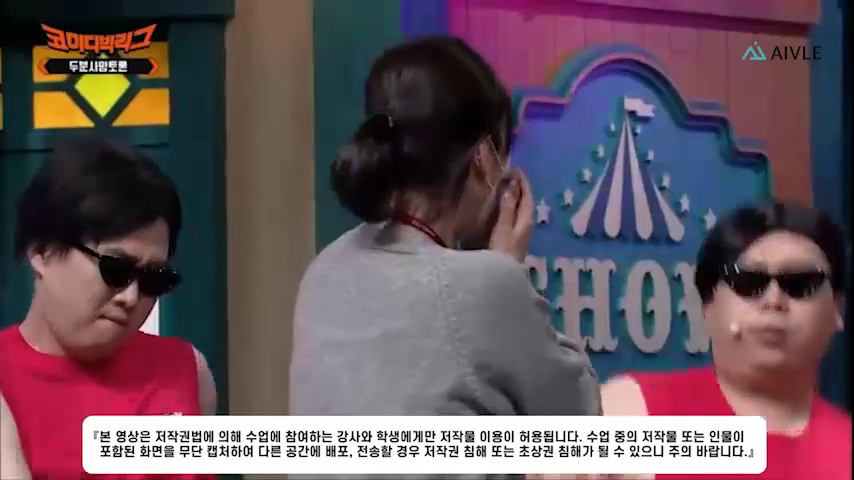 코미디빅리그
두분사망토론
AIVLE
SHOW
『본 영상은 저작권법에 의해 수업에 참여하는 강사와 학생에게만 저작물 이용이 허용됩니다. 수업 중의 저작물 또는 인물이
포함된 화면을 무단 캡처하여 다른 공간에 배포, 전송할 경우 저작권 침해 또는 초상권 침해가 될 수 있으니 주의 바랍니다.』